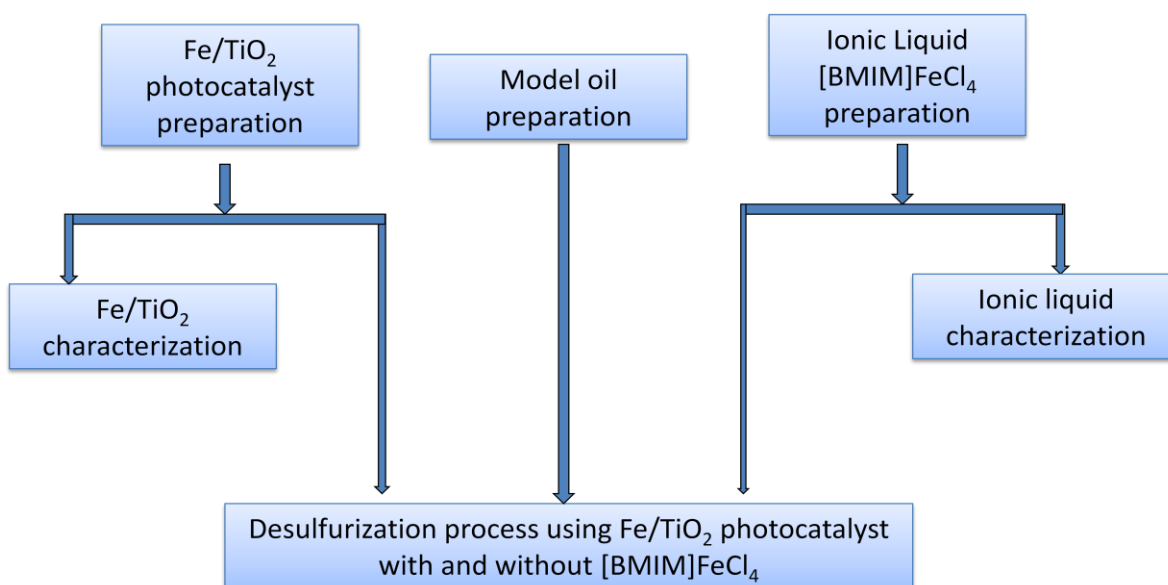 Fe/TiO₂
photocatalyst
preparation
Model oil
preparation
Ionic Liquid
[BMIM]FeCl₄
preparation
Fe/TiO₂
characterization
Ionic liquid
characterization
Desulfurization process using Fe/TiO₂ photocatalyst
with and without [BMIM]FeCl₄